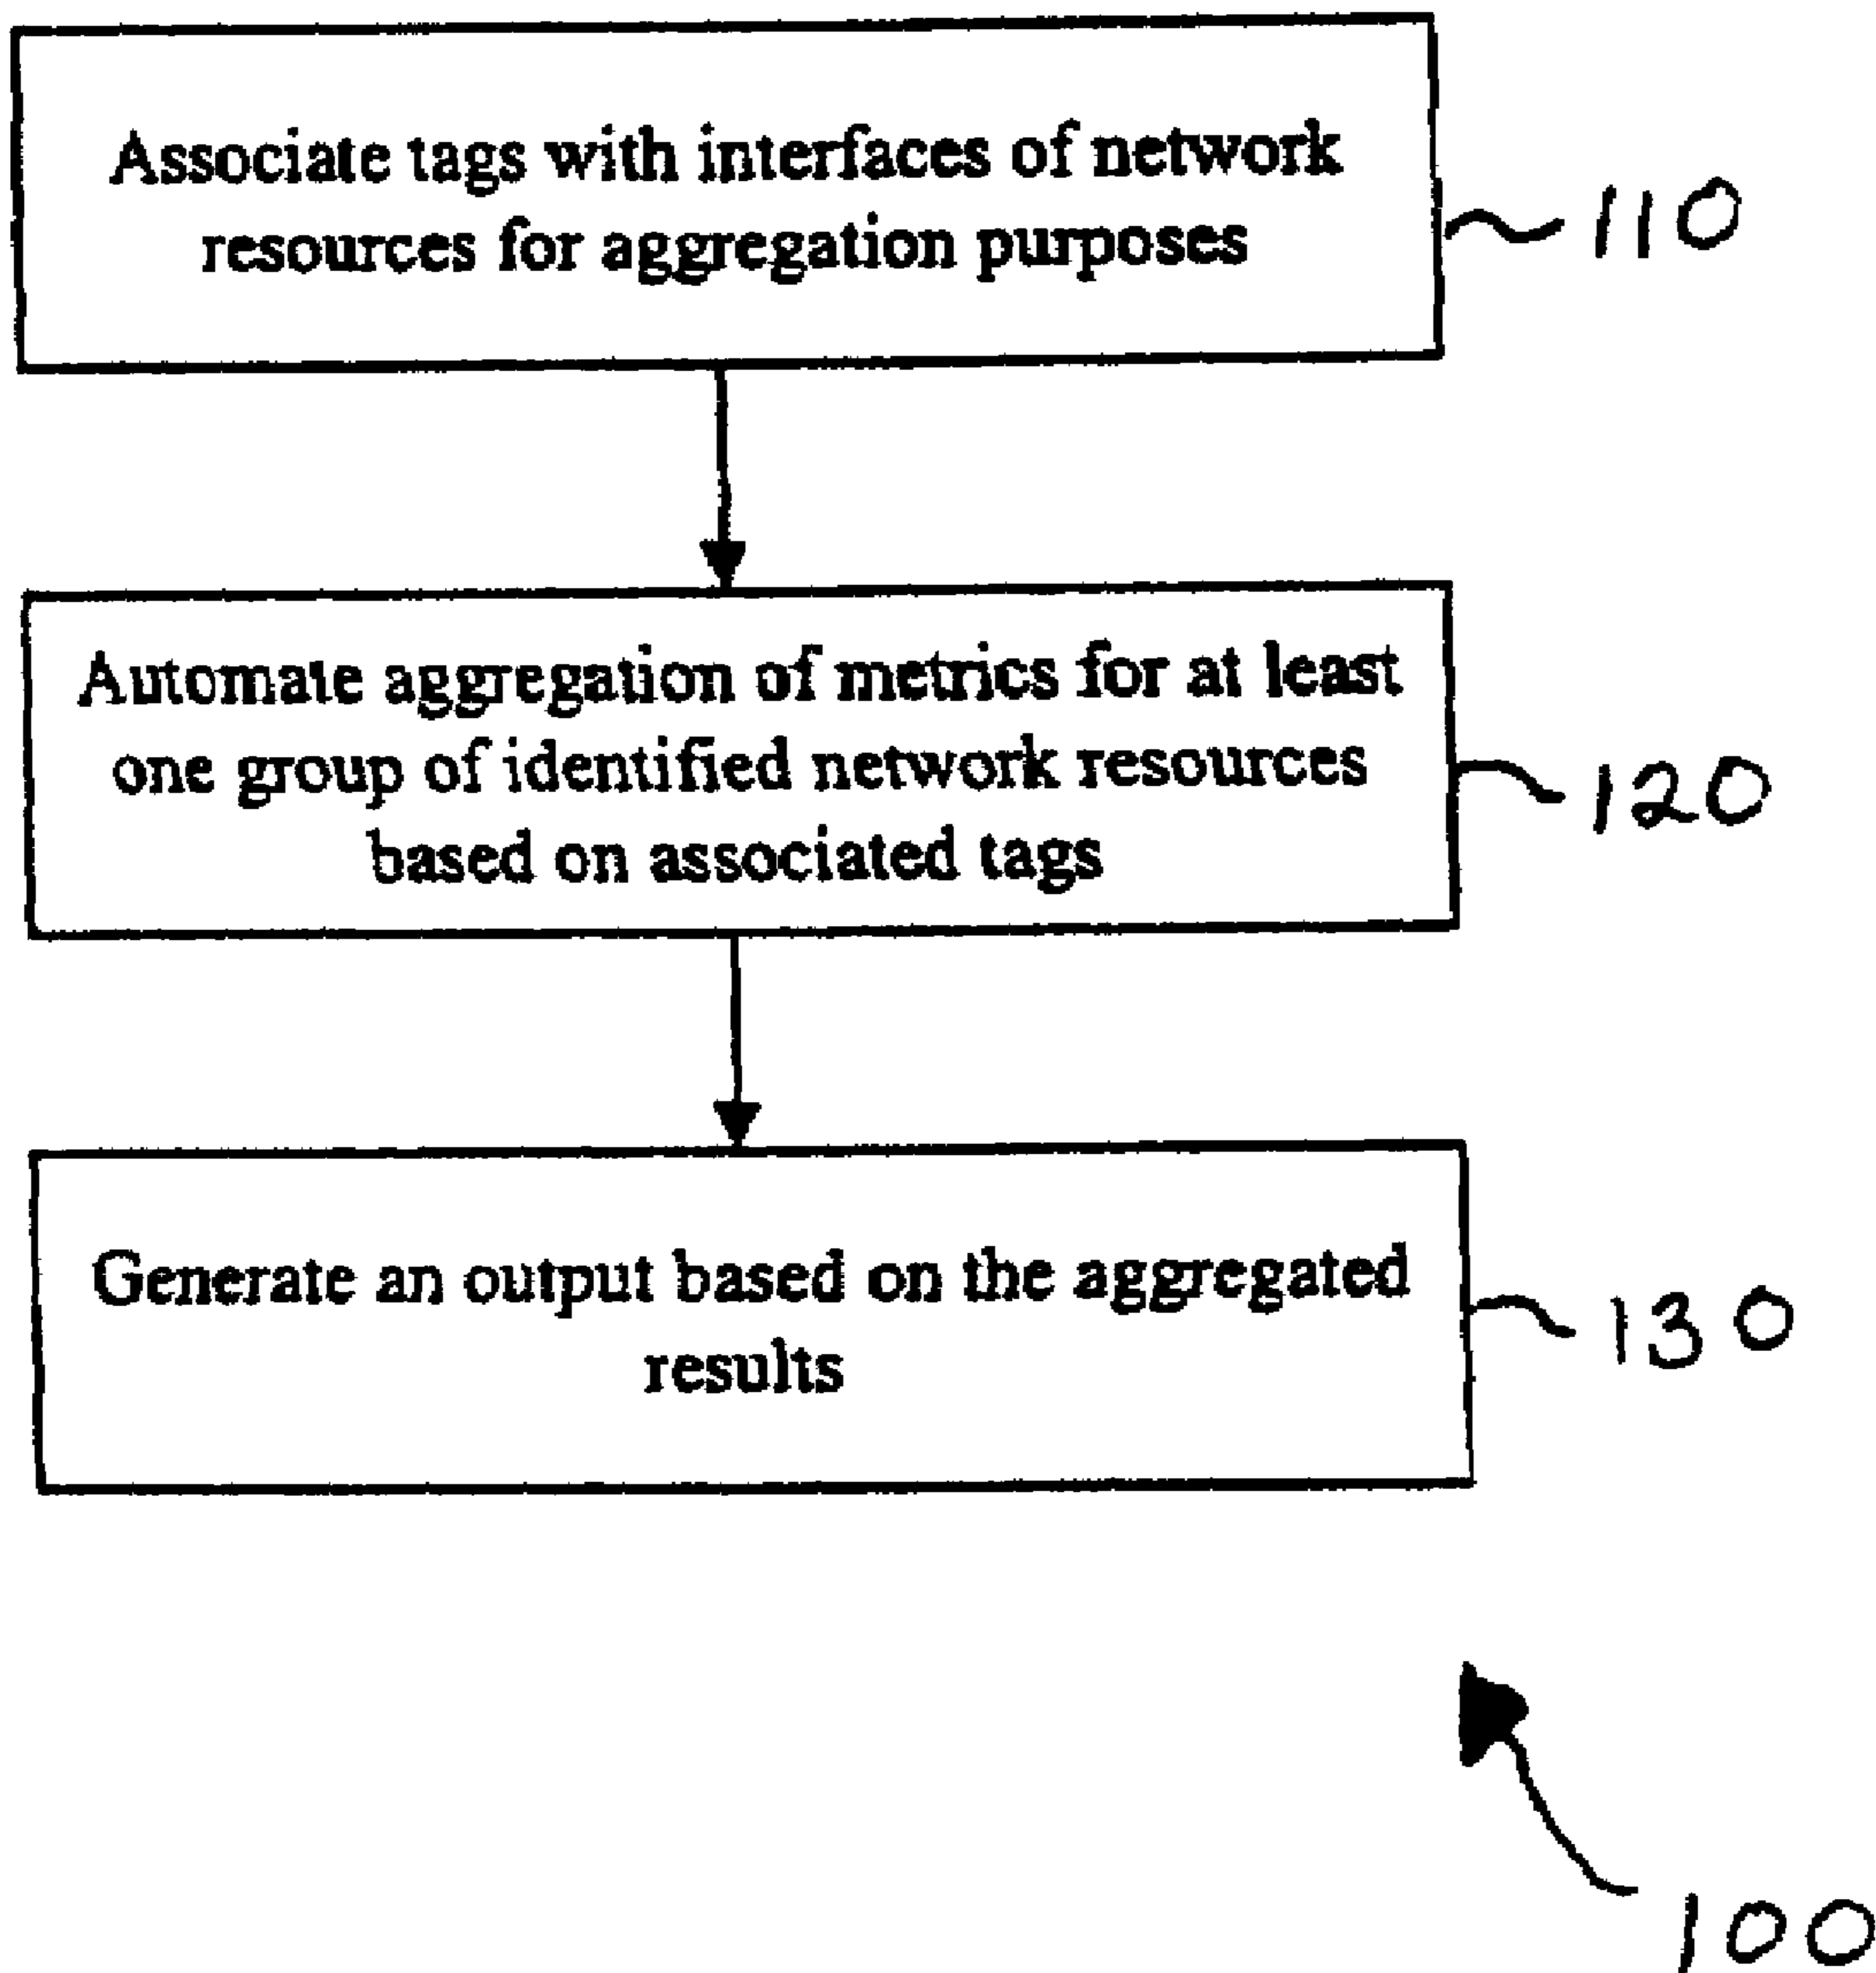 Associate tags with interfaces of network
resources for aggregation purposes
110
Automate aggregation of metrics for at least
one group of identified network resources
based on associated tags
120
Generate an output based on the aggregated
results
130
100